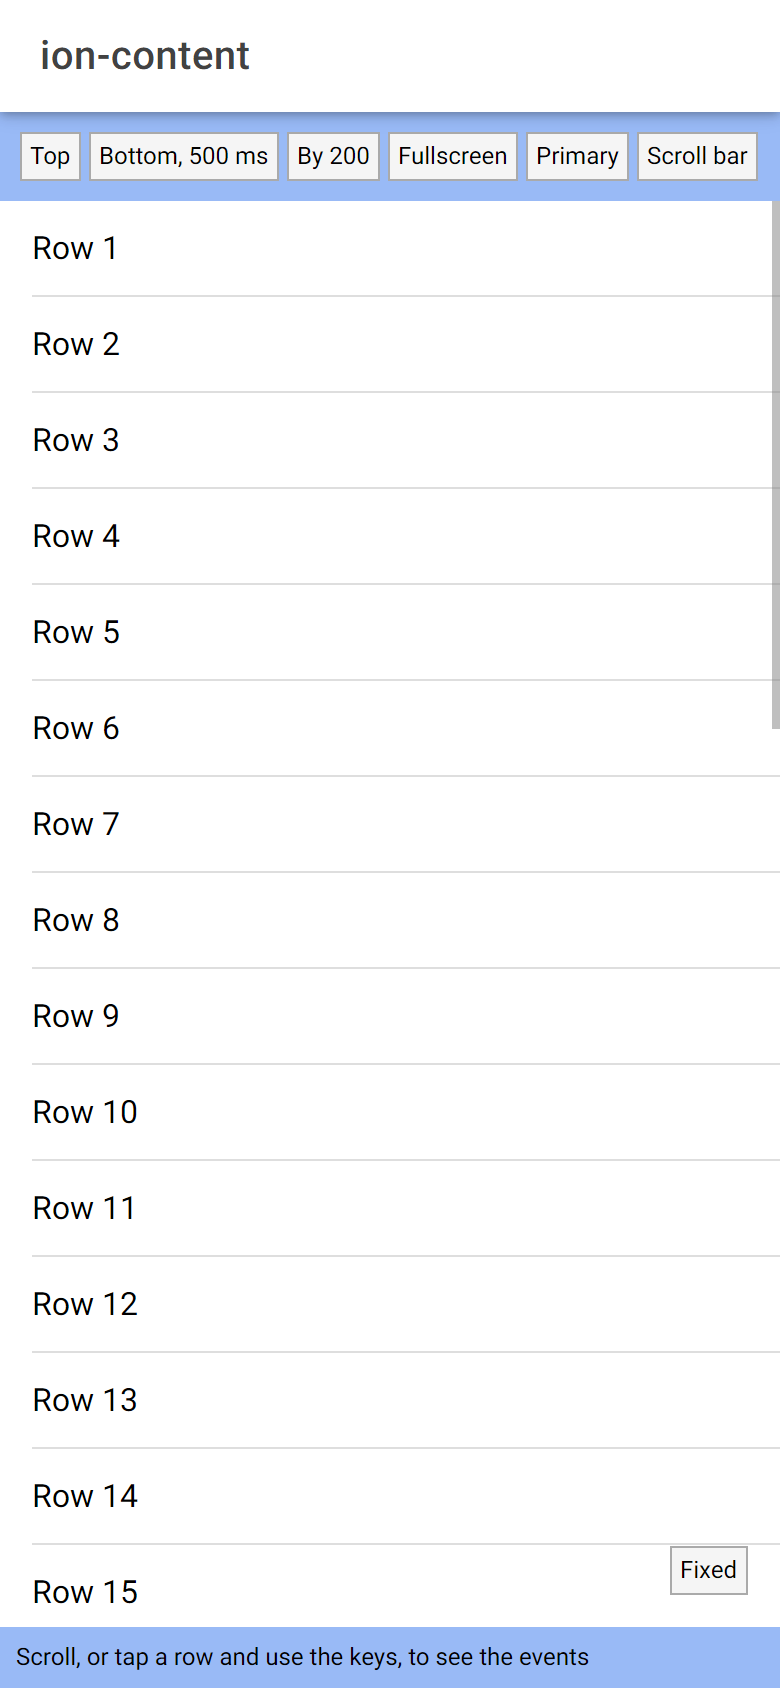 ion-content
Top Bottom, 500 ms By 200 Fullscreen Primary Scroll bar
Row 1
Row 2
Row 3
Row 4
Row 5
Row 6
Row 7
Row 8
Row 9
Row 10
Row 11
Row 12
Row 13
Row 14
Fixed
Row 15
Scroll, or tap a row and use the keys, to see the events